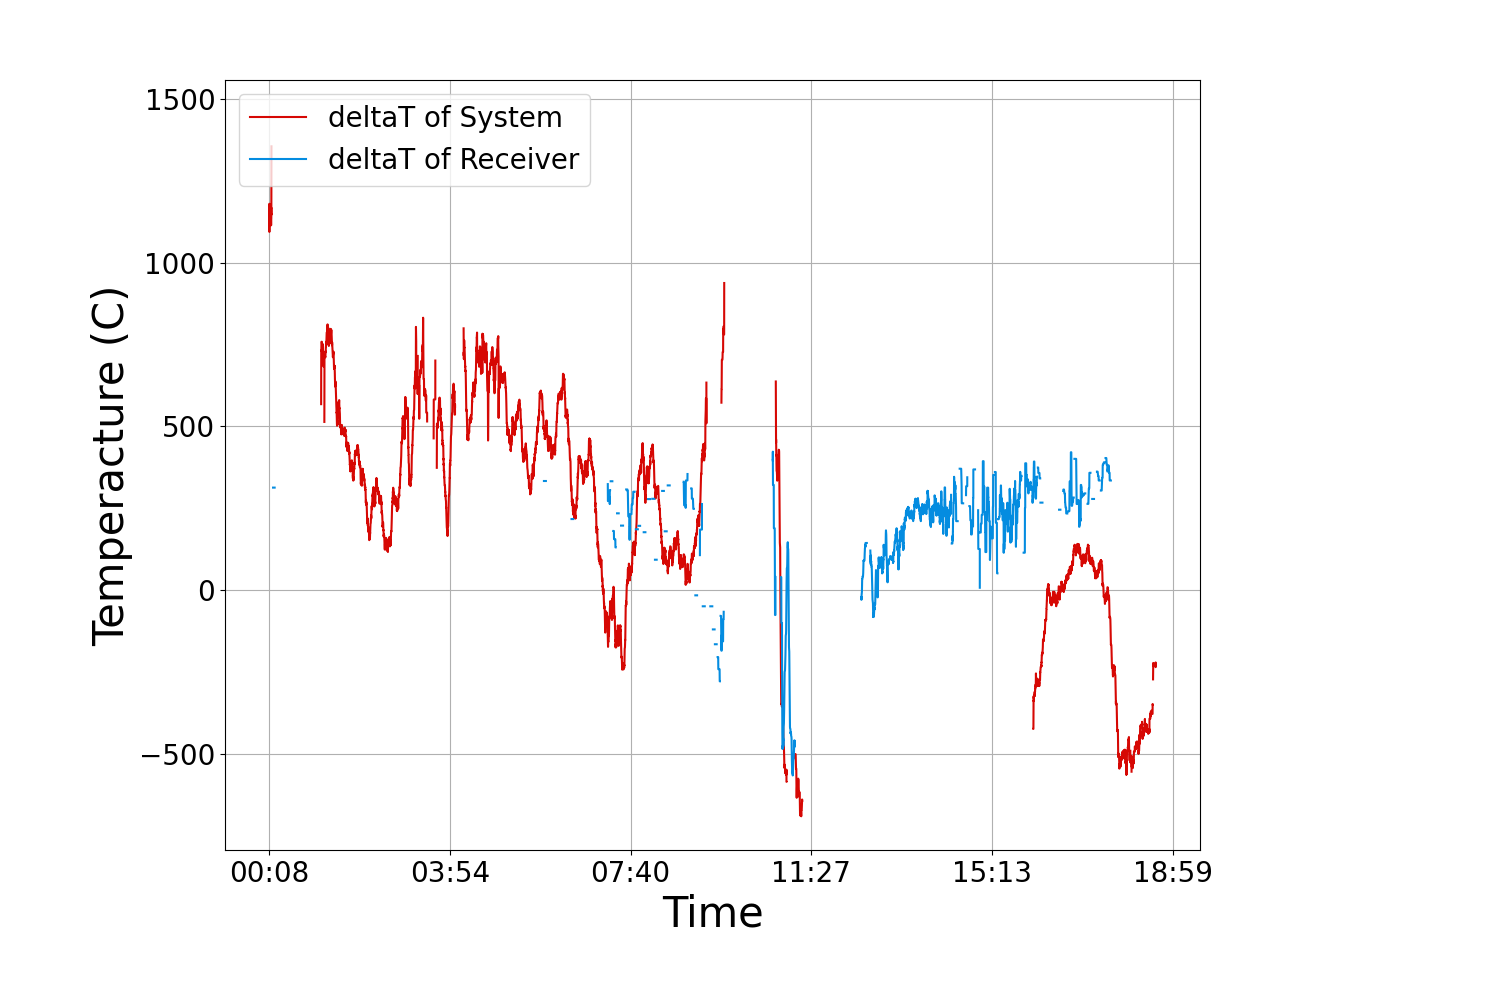 deltaT of System
deltaT of Receiver
1500
1000
500
0
−500
Temperacture (C)
00:08 03:54 07:40 11:27 15:13 18:59
Time